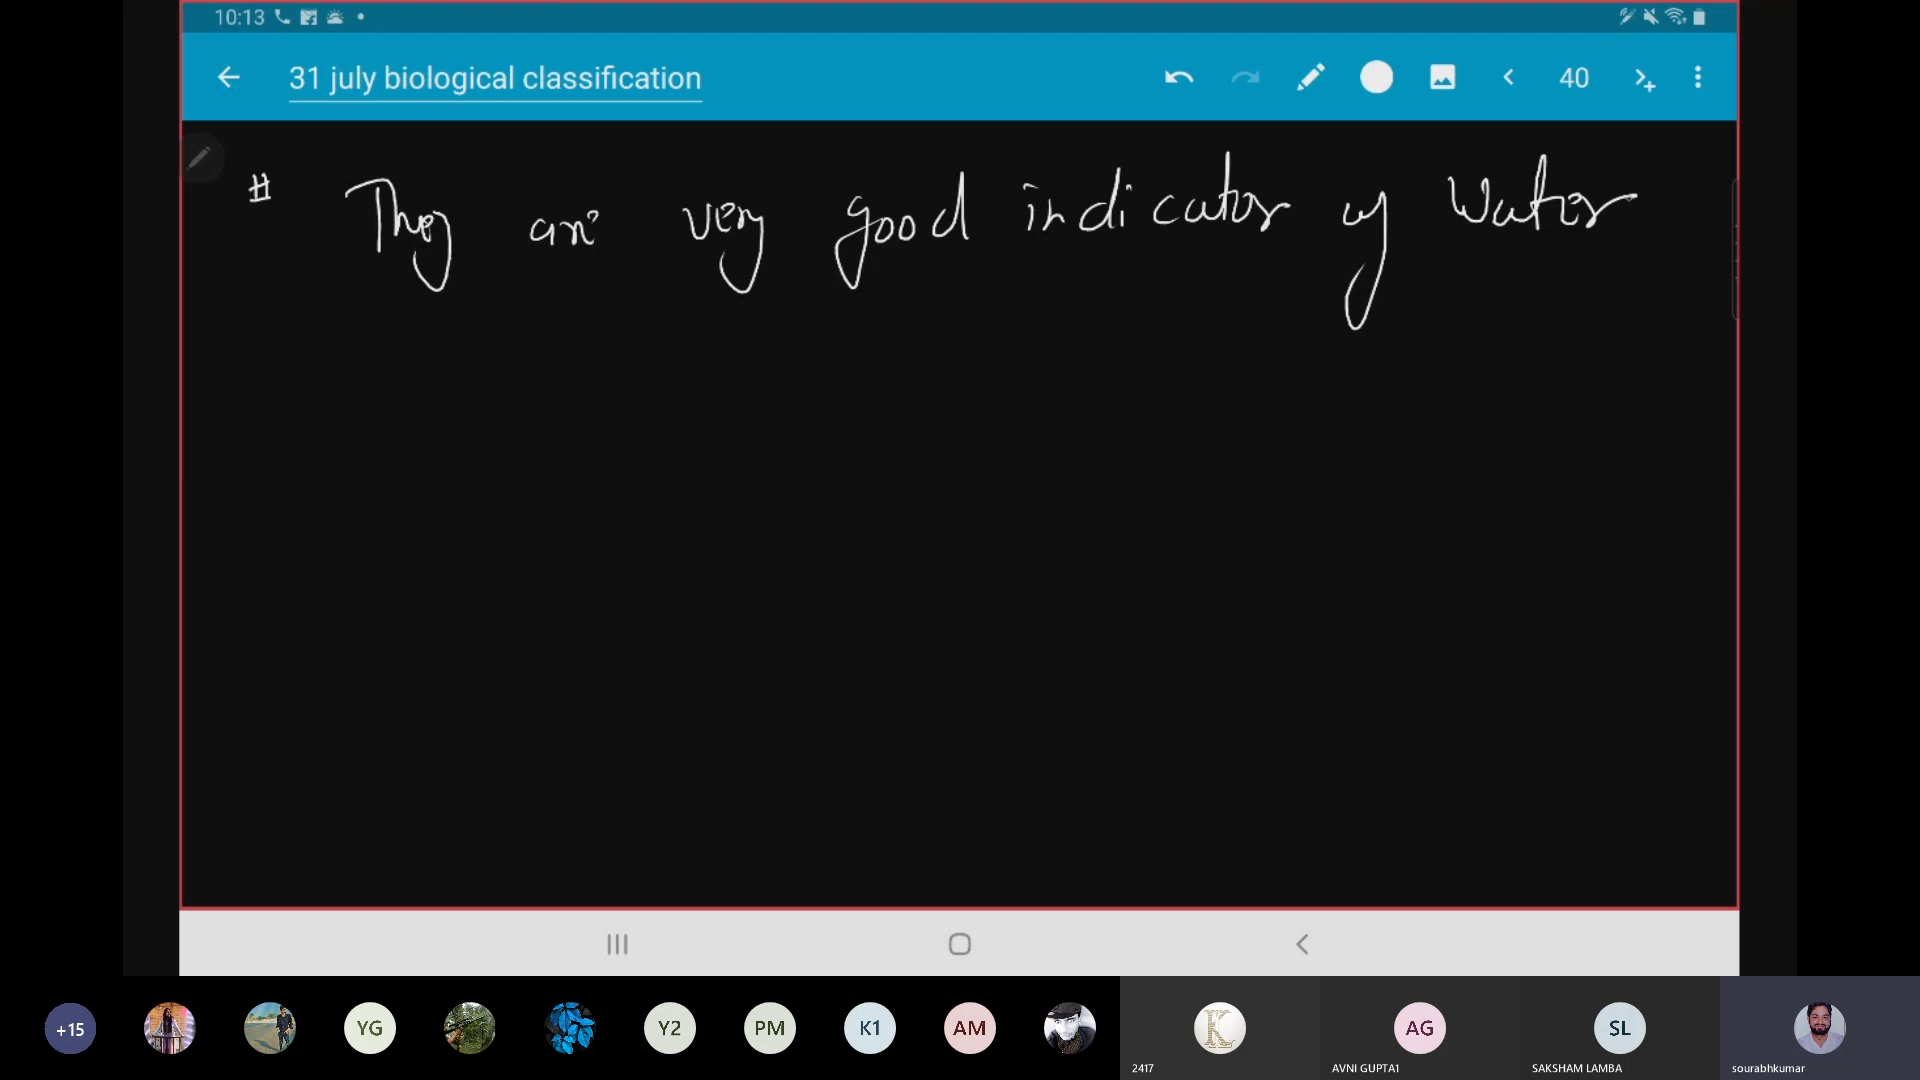 10:13
31 july biological classification
40
# They are very good indicator of Water
+15
YG
Y2
PM
K1
AM
K
2417
AG
AVNI GUPTA1
SL
SAKSHAM LAMBA
sourabhkumar